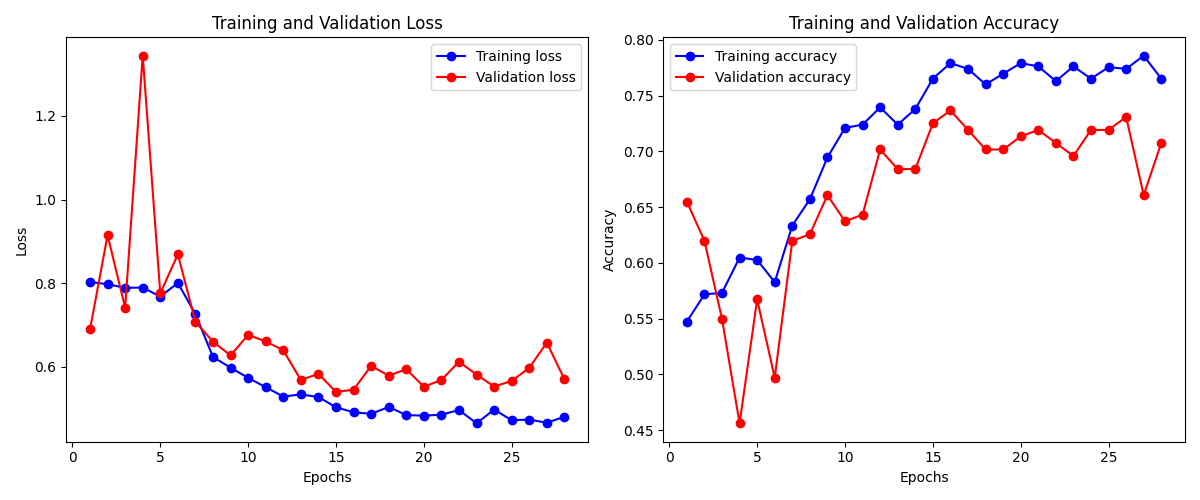 Training and Validation Loss
Training loss
Validation loss
1.2
1.0
0.8
0.6
Loss
0
5
10
15
20
25
Epochs
Training and Validation Accuracy
Training accuracy
Validation accuracy
0.80
0.75
0.70
0.65
0.60
0.55
0.50
0.45
Accuracy
0
5
10
15
20
25
Epochs